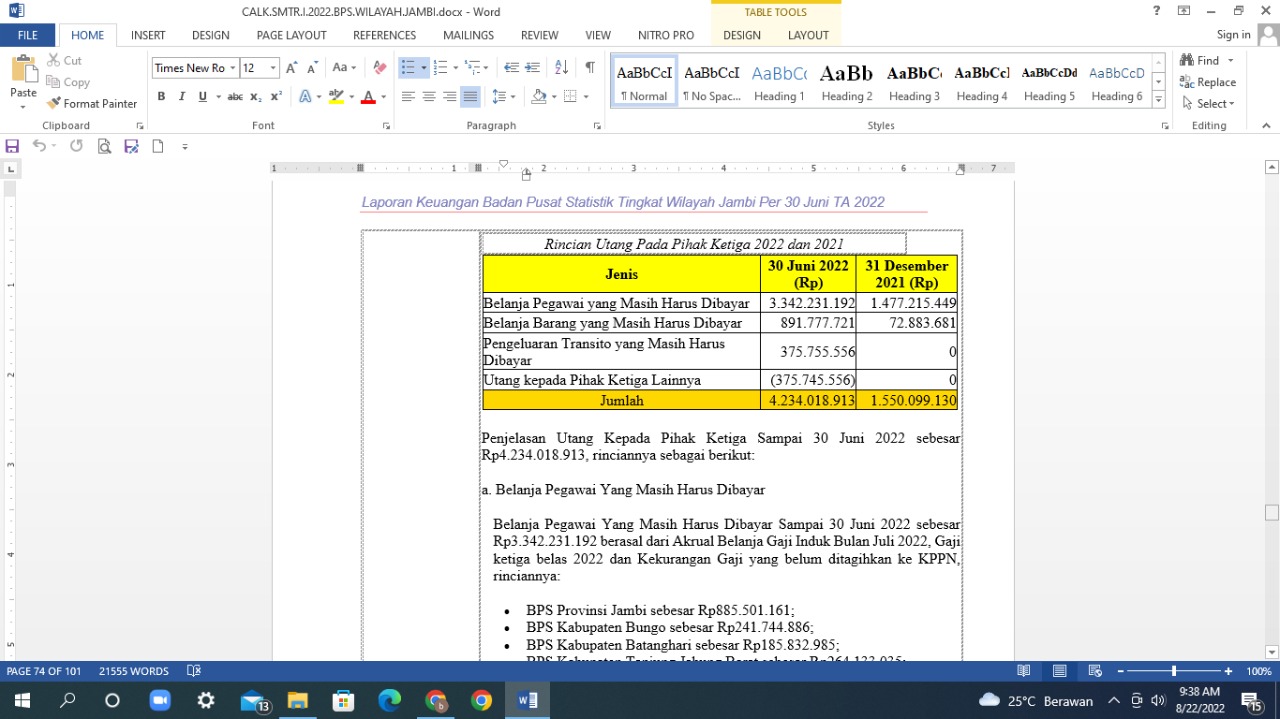 CALK.SMTR.I.2022.BPS.WILAYAH.JAMBI.docx - Word
TABLE TOOLS
FILE HOME INSERT DESIGN PAGE LAYOUT REFERENCES MAILINGS REVIEW VIEW NITRO PRO DESIGN LAYOUT Sign in
Paste
Cut
Copy
Format Painter
Clipboard
Times New Ro 12
Font
Paragraph
AaBbCcI AaBbCcI AaBbCc AaBb AaBbC AaBbCcI AaBbCcDd AaBbCcD
¶ Normal ¶ No Spac... Heading 1 Heading 2 Heading 3 Heading 4 Heading 5 Heading 6
Styles
Find
Replace
Select
Editing
1 1 2 3 4 5 6 7
Laporan Keuangan Badan Pusat Statistik Tingkat Wilayah Jambi Per 30 Juni TA 2022
Rincian Utang Pada Pihak Ketiga 2022 dan 2021
Jenis 30 Juni 2022 (Rp) 31 Desember 2021 (Rp)
Belanja Pegawai yang Masih Harus Dibayar 3.342.231.192 1.477.215.449
Belanja Barang yang Masih Harus Dibayar 891.777.721 72.883.681
Pengeluaran Transito yang Masih Harus Dibayar 375.755.556 0
Utang kepada Pihak Ketiga Lainnya (375.745.556) 0
Jumlah 4.234.018.913 1.550.099.130
Penjelasan Utang Kepada Pihak Ketiga Sampai 30 Juni 2022 sebesar
Rp4.234.018.913, rinciannya sebagai berikut:
a. Belanja Pegawai Yang Masih Harus Dibayar
Belanja Pegawai Yang Masih Harus Dibayar Sampai 30 Juni 2022 sebesar
Rp3.342.231.192 berasal dari Akrual Belanja Gaji Induk Bulan Juli 2022, Gaji
ketiga belas 2022 dan Kekurangan Gaji yang belum ditagihkan ke KPPN,
rinciannya:
• BPS Provinsi Jambi sebesar Rp885.501.161;
• BPS Kabupaten Bungo sebesar Rp241.744.886;
• BPS Kabupaten Batanghari sebesar Rp185.832.985;
PAGE 74 OF 101 21555 WORDS 100%
13
25°C Berawan
9:38 AM
8/22/2022
15